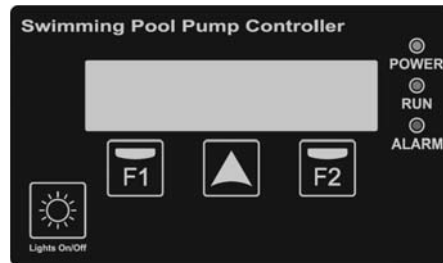 Swimming Pool Pump Controller
POWER
RUN
ALARM
F1
F2
Lights On/Off